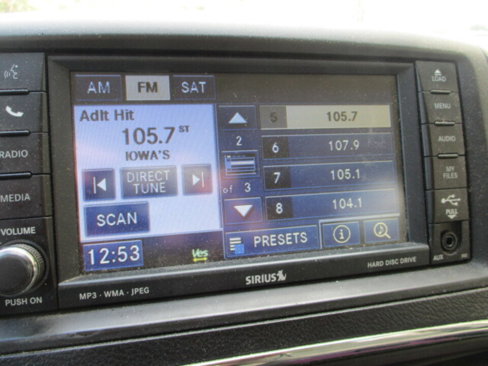 AM FM SAT
Adlt Hit
105.7 ST
IOWA'S
DIRECT
TUNE
SCAN
12:53
Yes
2
of 3
5 105.7
6 107.9
7 105.1
8 104.1
PRESETS
i
RADIO
MEDIA
VOLUME
PUSH ON
LOAD
MENU
AUDIO
MY
FILES
PULL
AUX
MP3 · WMA · JPEG
SIRIUS
HARD DISC DRIVE